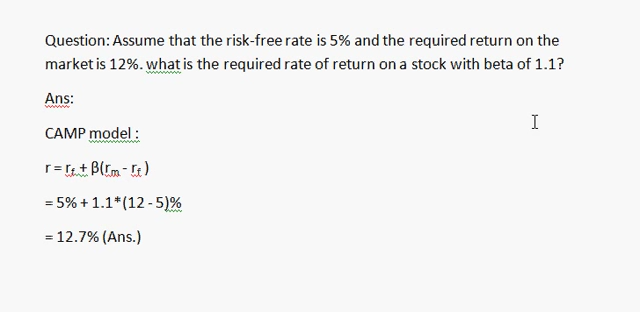 Question: Assume that the risk-free rate is 5% and the required return on the
market is 12%. what is the required rate of return on a stock with beta of 1.1?
Ans:
CAMP model :
r = rf + β(rm - rf )
= 5% + 1.1*(12 - 5)%
= 12.7% (Ans.)